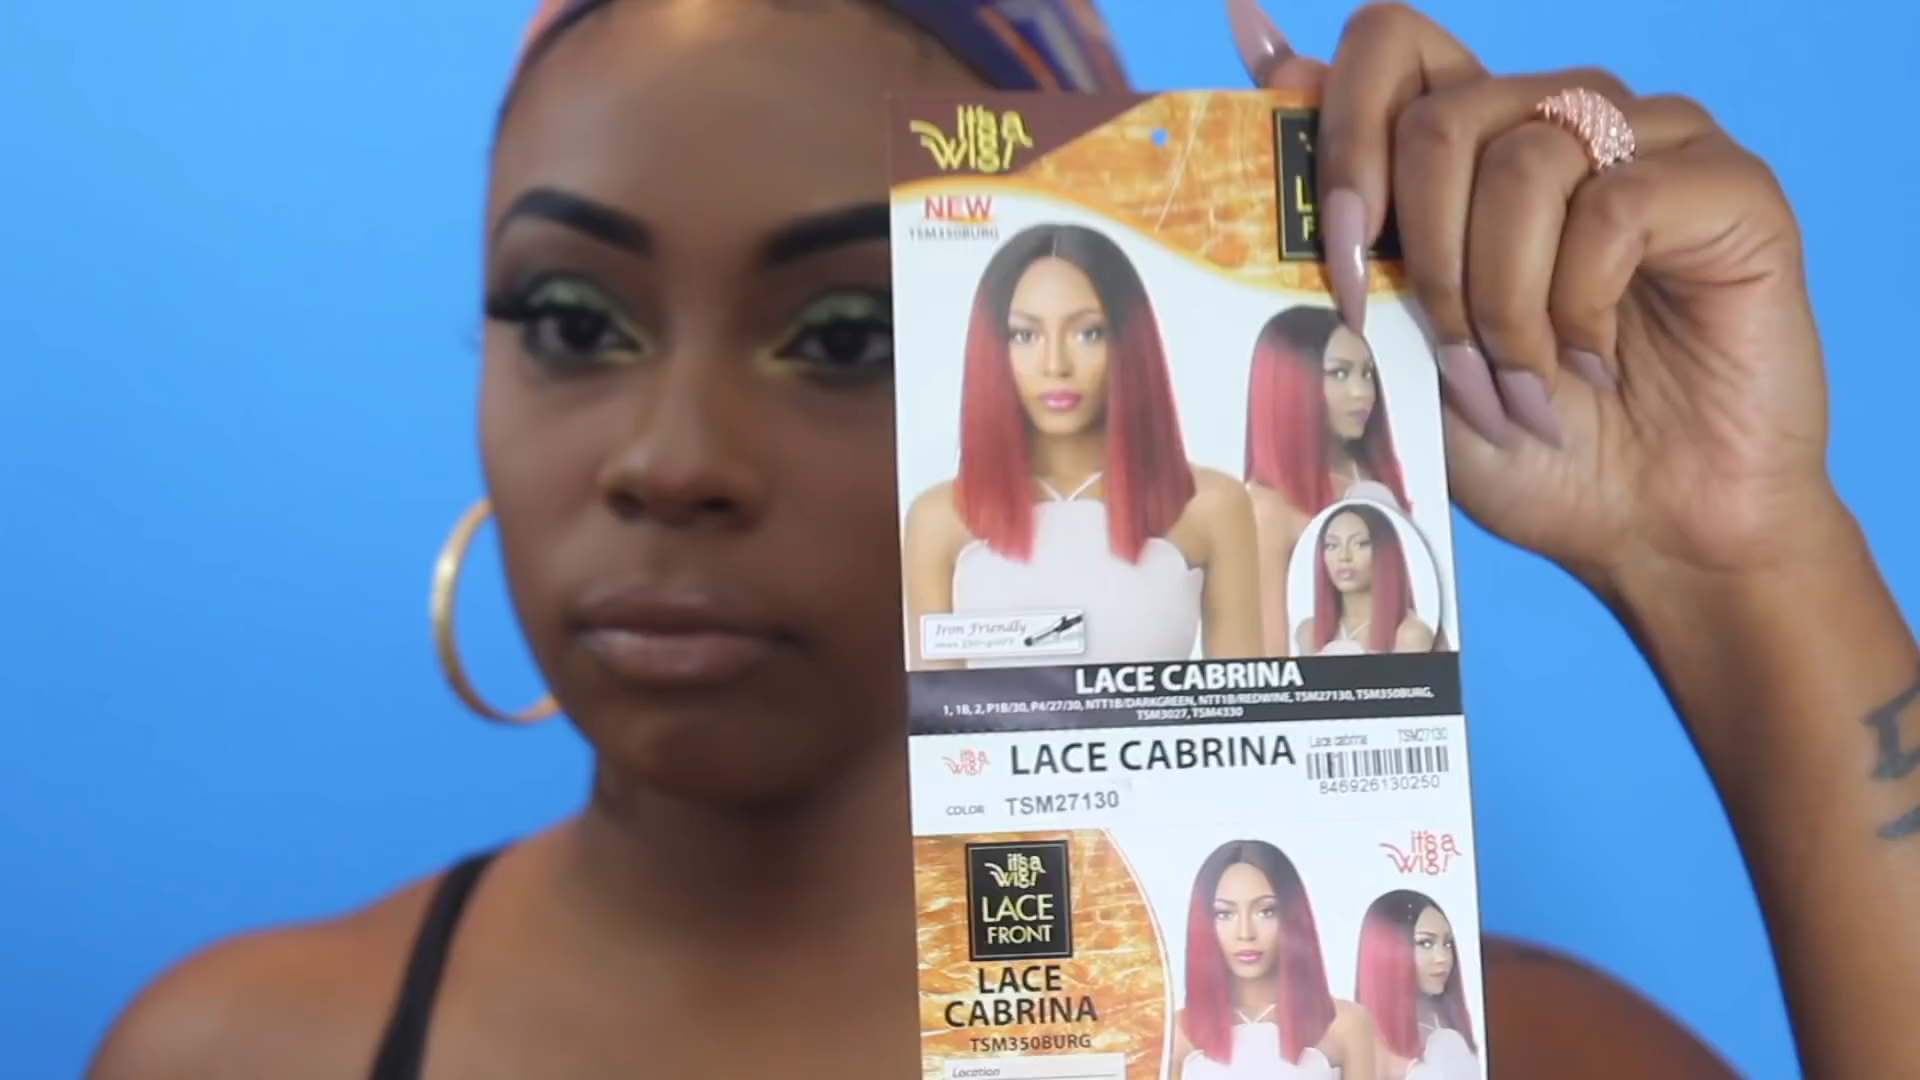 it's a
wig!
NEW
TSM350BURG
Iron Friendly
LACE CABRINA
1, 1B, 2, P1B/30, P4/27/30, NTT1B/DARKGREEN, NTT1B/REDWINE, TSM27130, TSM350BURG,
TSM3027, TSM4330
it's a
wig!
LACE CABRINA
Lace cabrina TSM27130
846926130250
COLOR TSM27130
it's a
wig!
it's a
wig!
LACE
FRONT
LACE
CABRINA
TSM350BURG
Location